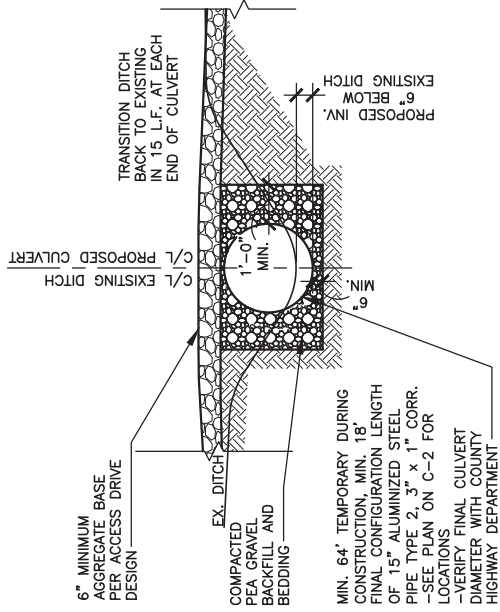 6" MINIMUM
AGGREGATE BASE
PER ACCESS DRIVE
DESIGN
EX. DITCH
COMPACTED
PEA GRAVEL
BACKFILL AND
BEDDING
MIN. 64' TEMPORARY DURING
CONSTRUCTION, MIN. 18'
FINAL CONFIGURATION LENGTH
OF 15" ALUMINIZED STEEL
PIPE TYPE 2, 3" x 1" CORR.
-SEE PLAN ON C-2 FOR
LOCATIONS
-VERIFY FINAL CULVERT
DIAMETER WITH COUNTY
HIGHWAY DEPARTMENT
C/L EXISTING DITCH
C/L PROPOSED CULVERT
1'-0"
MIN.
6"
MIN.
TRANSITION DITCH
BACK TO EXISTING
IN 15 L.F. AT EACH
END OF CULVERT
PROPOSED INV.
6" BELOW
EXISTING DITCH